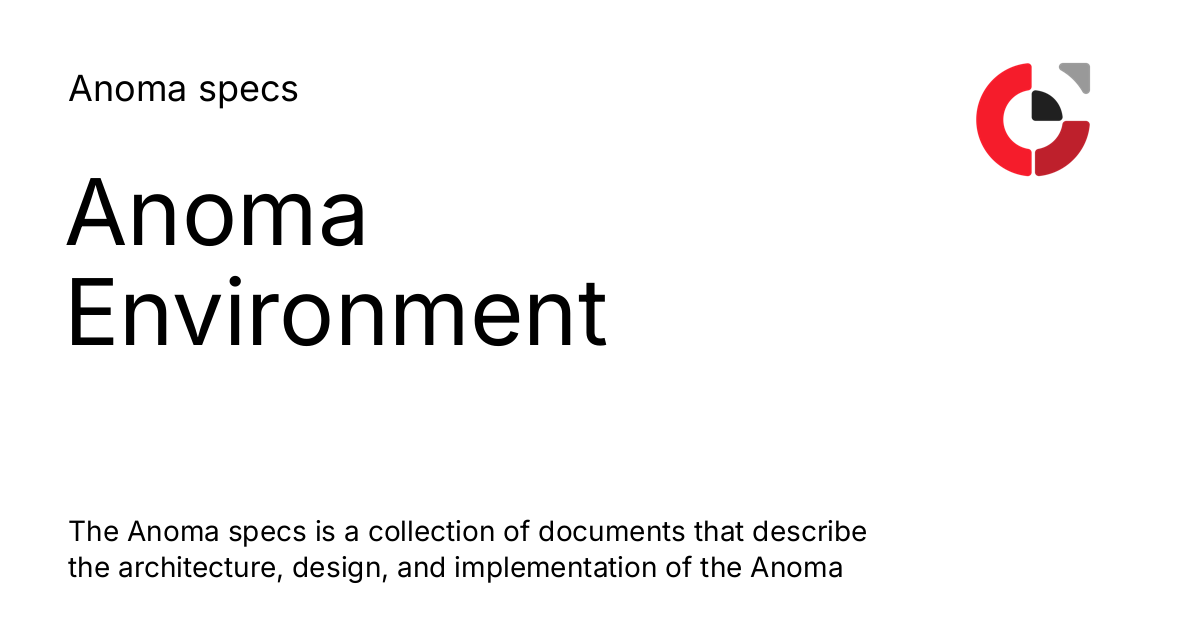 Anoma specs
Anoma
Environment
The Anoma specs is a collection of documents that describe
the architecture, design, and implementation of the Anoma